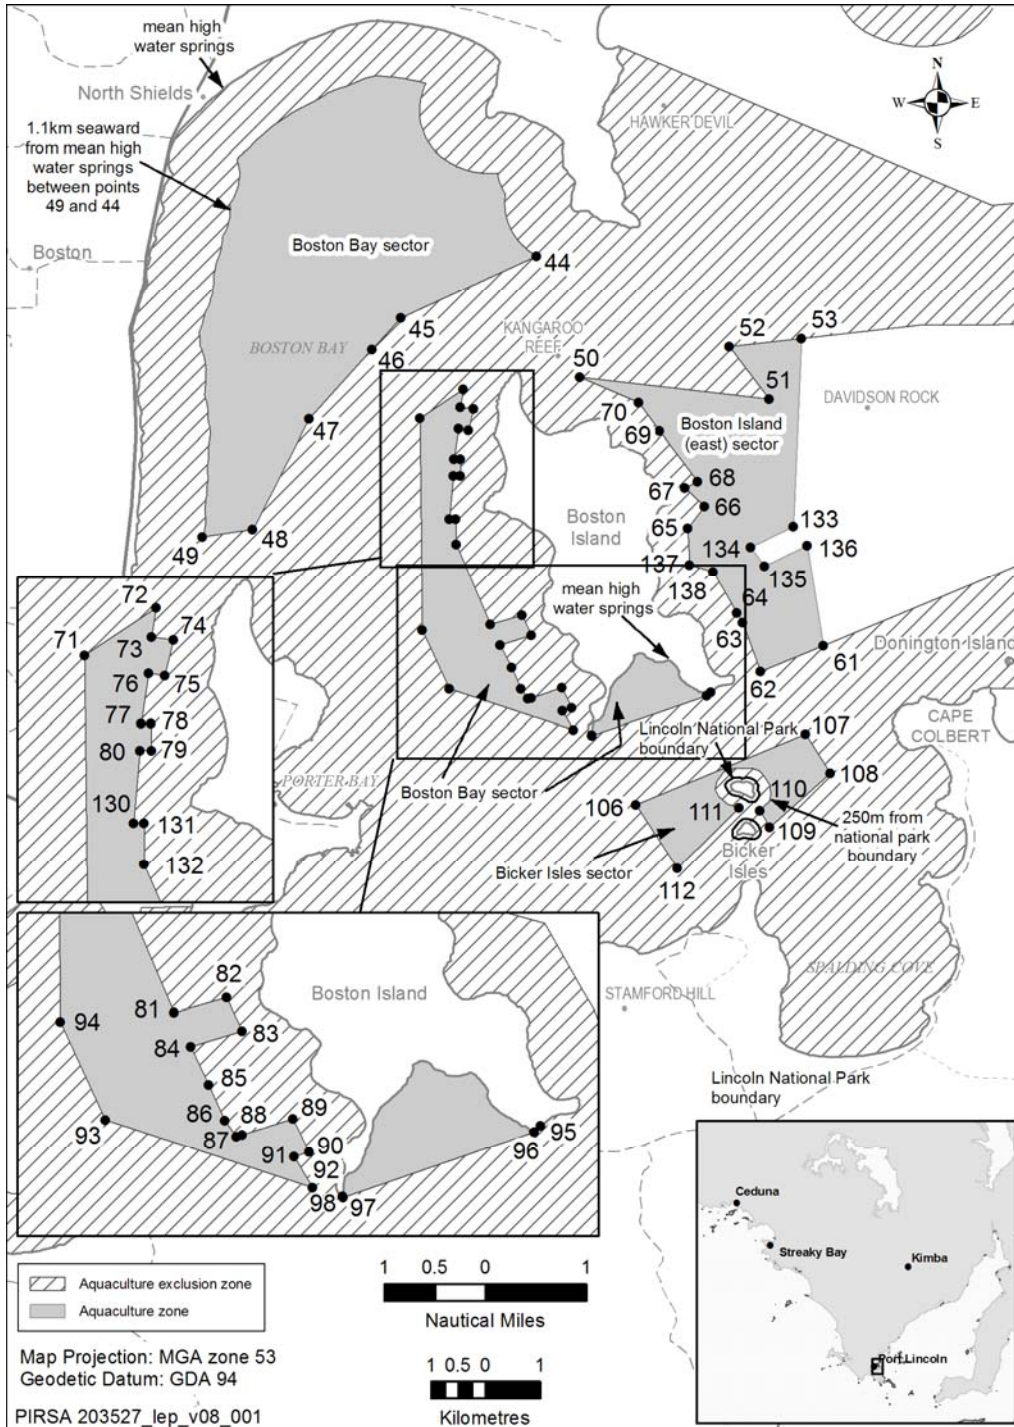 mean high
water springs
North Shields
1.1km seaward
from mean high
water springs
between points
49 and 44
Boston
HAWKER DEVIL
N
W
E
S
Boston Bay sector
44
45
KANGAROO
REEF
BOSTON BAY
46
50
52
53
51
DAVIDSON ROCK
70
47
69
Boston Island
(east) sector
68
67
66
Boston
Island
65
133
48
49
134
136
137
135
138
mean high
water springs
64
63
61
Donington Island
62
72
73
74
71
76
75
77
78
80
79
130
131
132
Lincoln National Park
boundary
107
CAPE
COLBERT
108
PORTER BAY
Boston Bay sector
106
111
110
250m from
national park
boundary
109
Bicker
Isles
Bicker Isles sector
112
SPALDING COVE
STAMFORD HILL
Lincoln National Park
boundary
82
Boston Island
81
94
83
84
85
86
88
89
93
87
90
95
91
96
92
98
97
Aquaculture exclusion zone
Aquaculture zone
1 0.5 0 1
Nautical Miles
Map Projection: MGA zone 53
Geodetic Datum: GDA 94
1 0.5 0 1
Kilometres
PIRSA 203527_lep_v08_001
Ceduna
Streaky Bay
Kimba
Port Lincoln